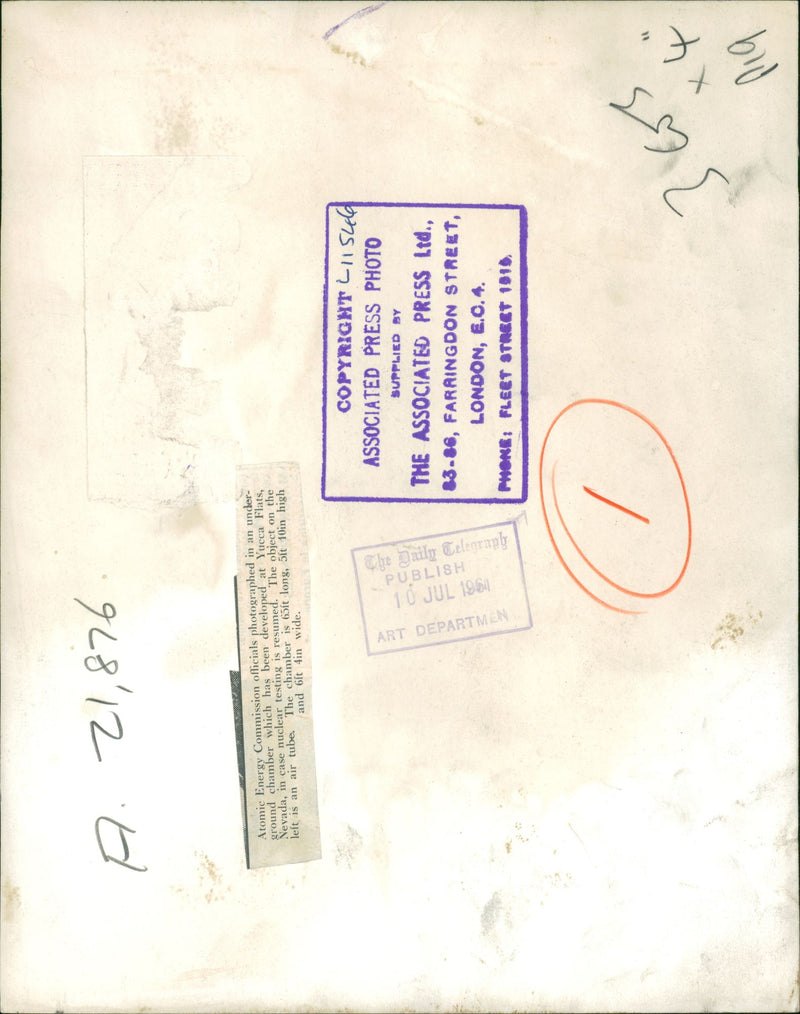 COPYRIGHT L115466
ASSOCIATED PRESS PHOTO
SUPPLIED BY
THE ASSOCIATED PRESS Ltd.,
83-86, FARRINGDON STREET,
LONDON, E.C.4.
PHONE: FLEET STREET 1919.
The Daily Telegraph
PUBLISH
10 JUL 1961
ART DEPARTMEN
Atomic Energy Commission officials photographed in an under-
ground chamber which has been developed at Yucca Flats,
Nevada, in case nuclear testing is resumed. The object on the
left is an air tube. The chamber is 65ft long, 5ft 10in high
and 6ft 4in wide.
A. 21,876
1